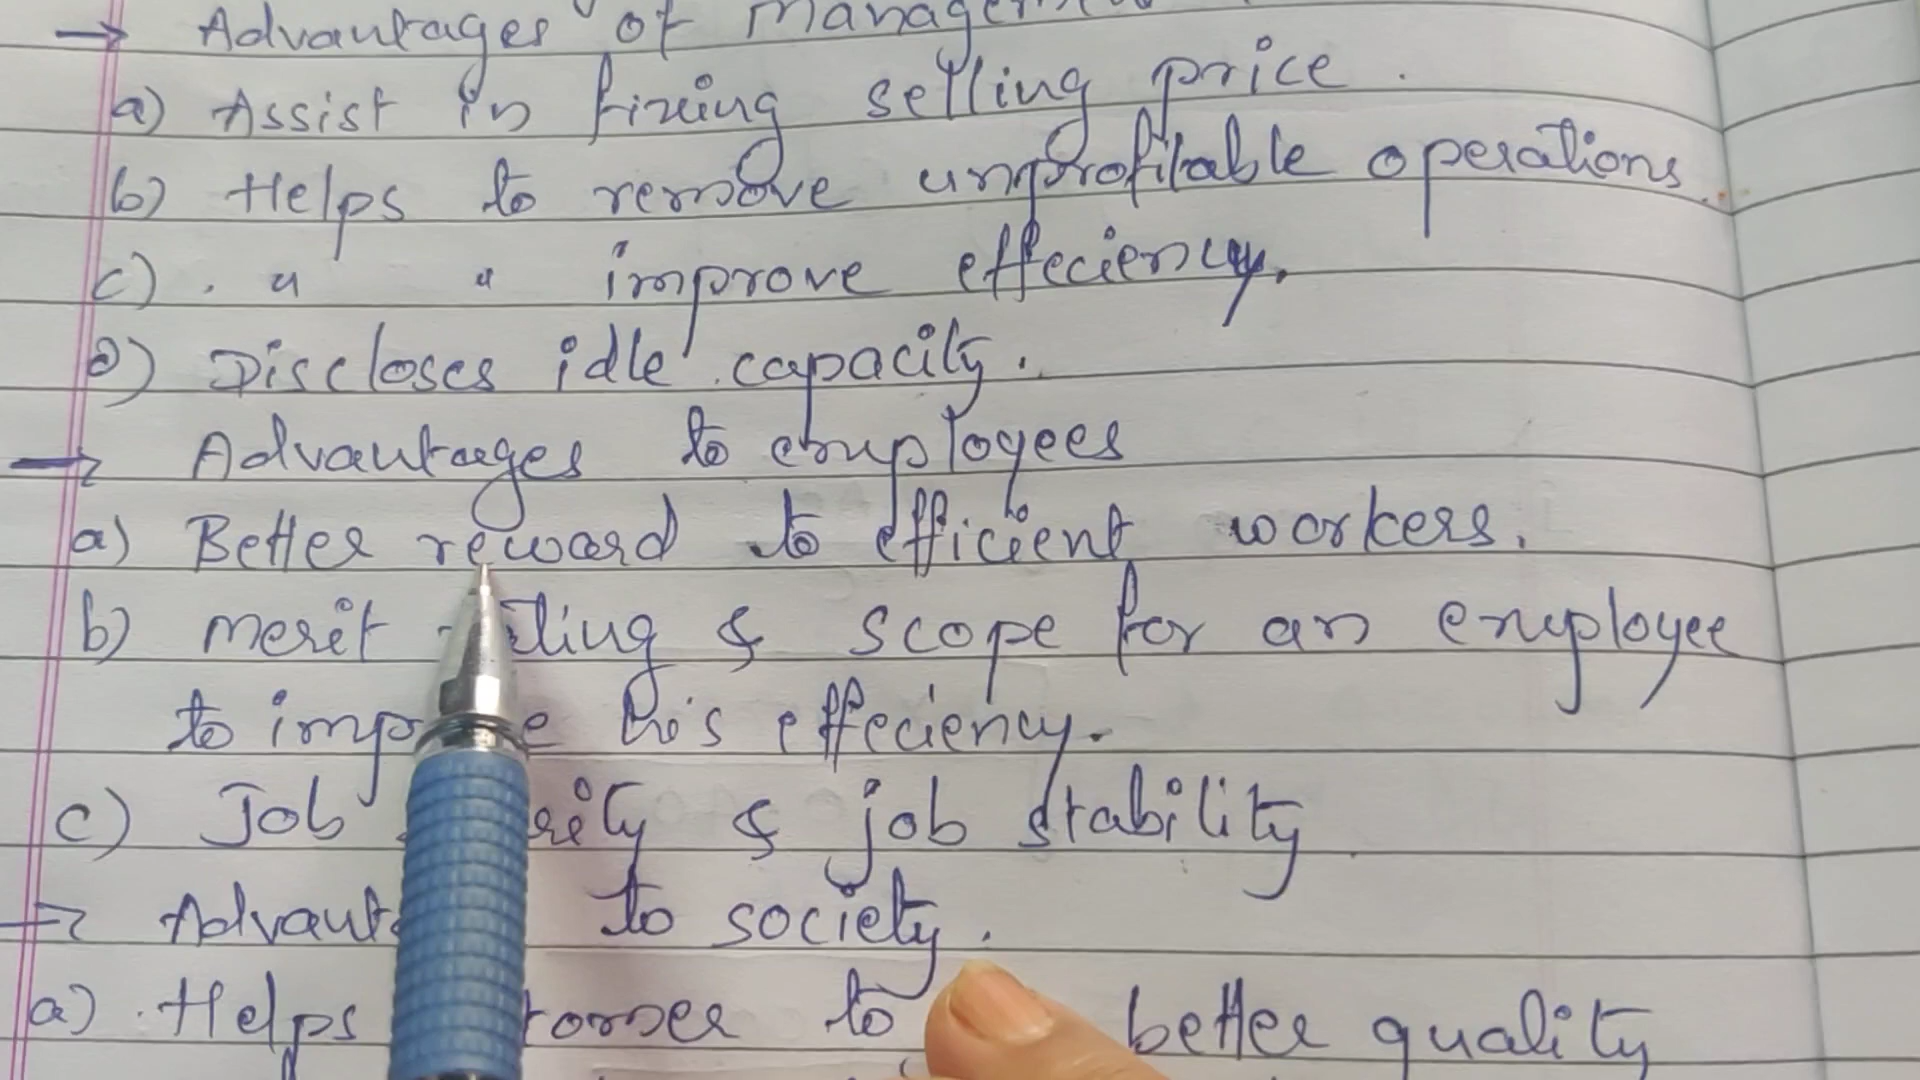 → Advantages of Management
a) Assist in fixing selling price.
b) Helps to remove unprofitable operations.
c) " " improve effeciency.
d) Discloses idle capacity.
→ Advantages to employees
a) Better reward to efficient workers.
b) Merit & scope for an employee
to his effeciency.
c) Job & job stability
→ to society.
a) Helps to better quality